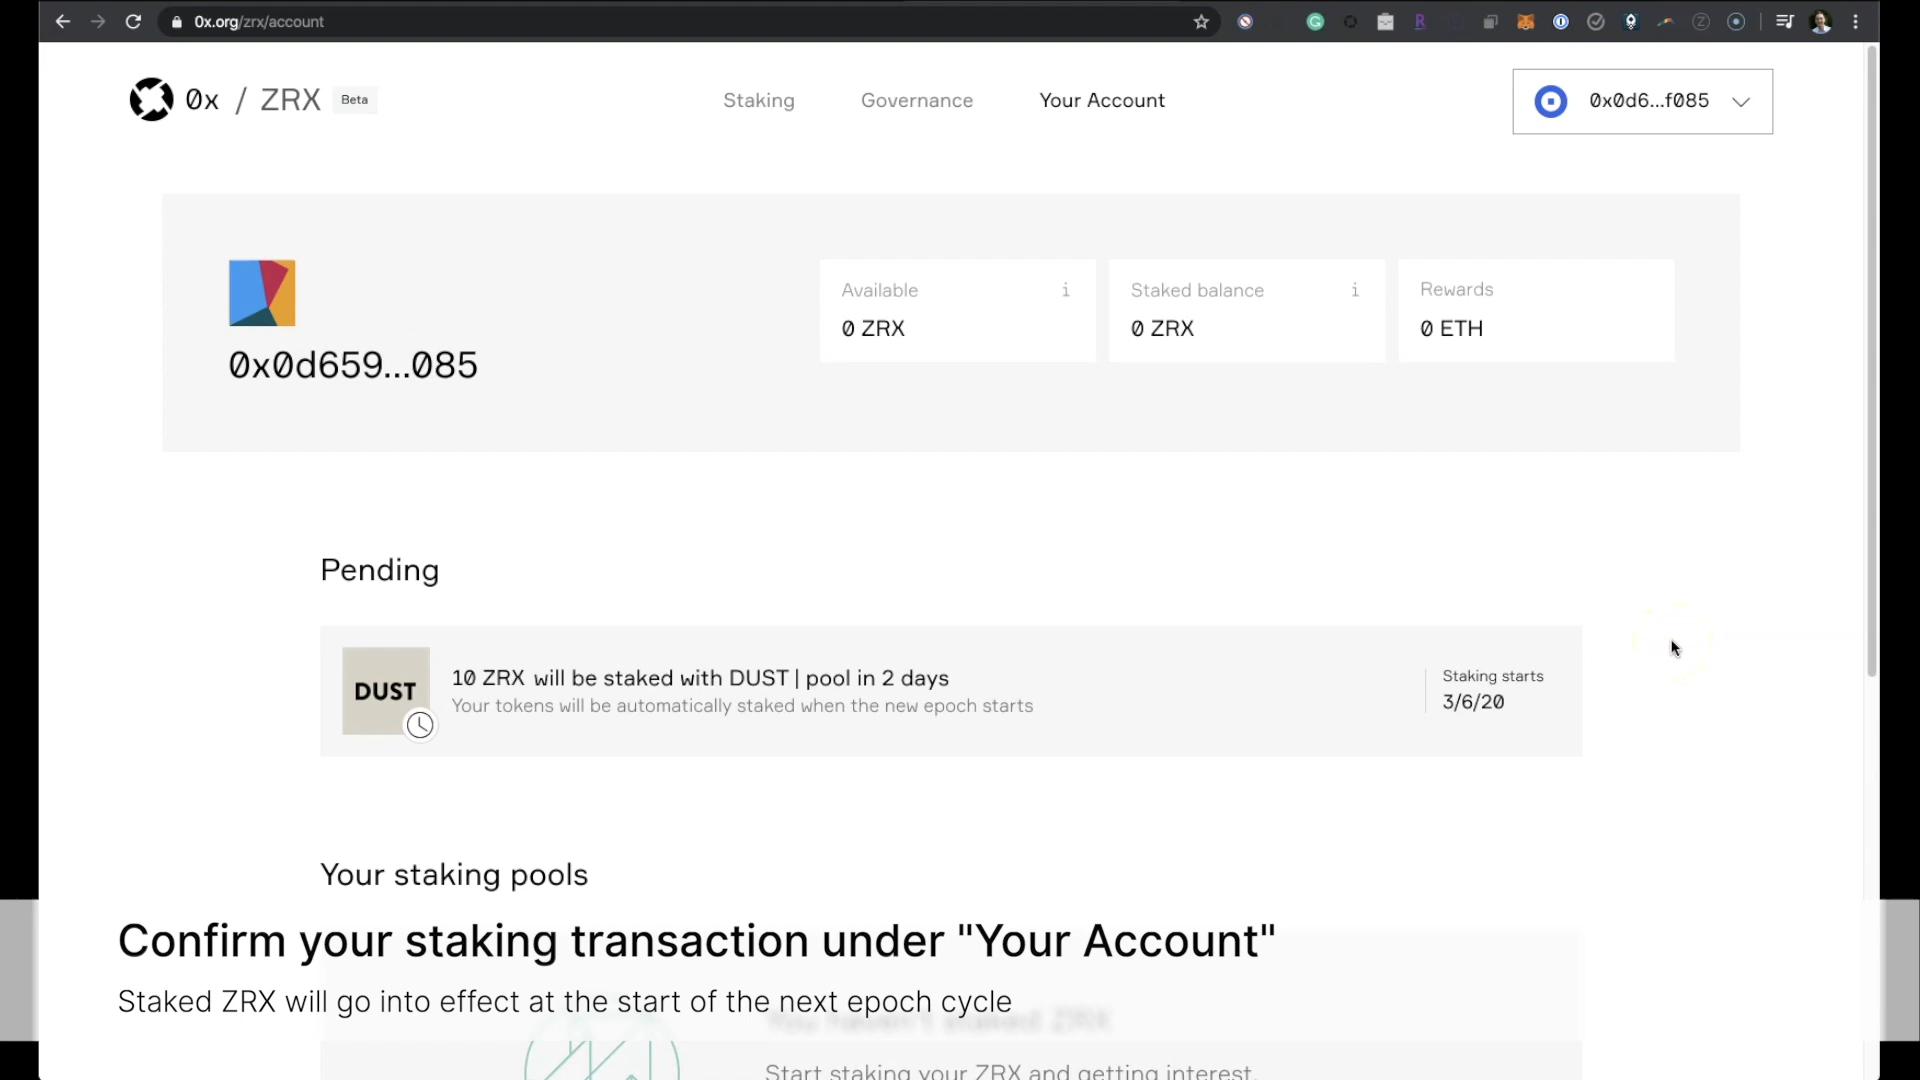 0x.org/zrx/account
0x / ZRX Beta
Staking
Governance
Your Account
0x0d6...f085
0x0d659...085
Available i
0 ZRX
Staked balance i
0 ZRX
Rewards
0 ETH
Pending
DUST
10 ZRX will be staked with DUST | pool in 2 days
Your tokens will be automatically staked when the new epoch starts
Staking starts
3/6/20
Your staking pools
Confirm your staking transaction under "Your Account"
Staked ZRX will go into effect at the start of the next epoch cycle
You haven't staked ZRX
Start staking your ZRX and getting interest.